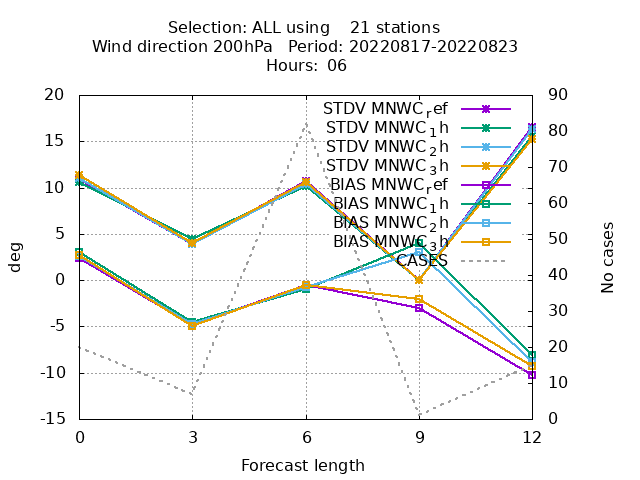 Selection: ALL using    21 stations
Wind direction 200hPa   Period: 20220817-20220823
Hours: 06
20
15
10
5
0
-5
-10
-15
deg
0
3
6
9
12
Forecast length
90
80
70
60
50
40
30
20
10
0
No cases
STDV MNWC_ref
STDV MNWC_1h
STDV MNWC_2h
STDV MNWC_3h
BIAS MNWC_ref
BIAS MNWC_1h
BIAS MNWC_2h
BIAS MNWC_3h
CASES